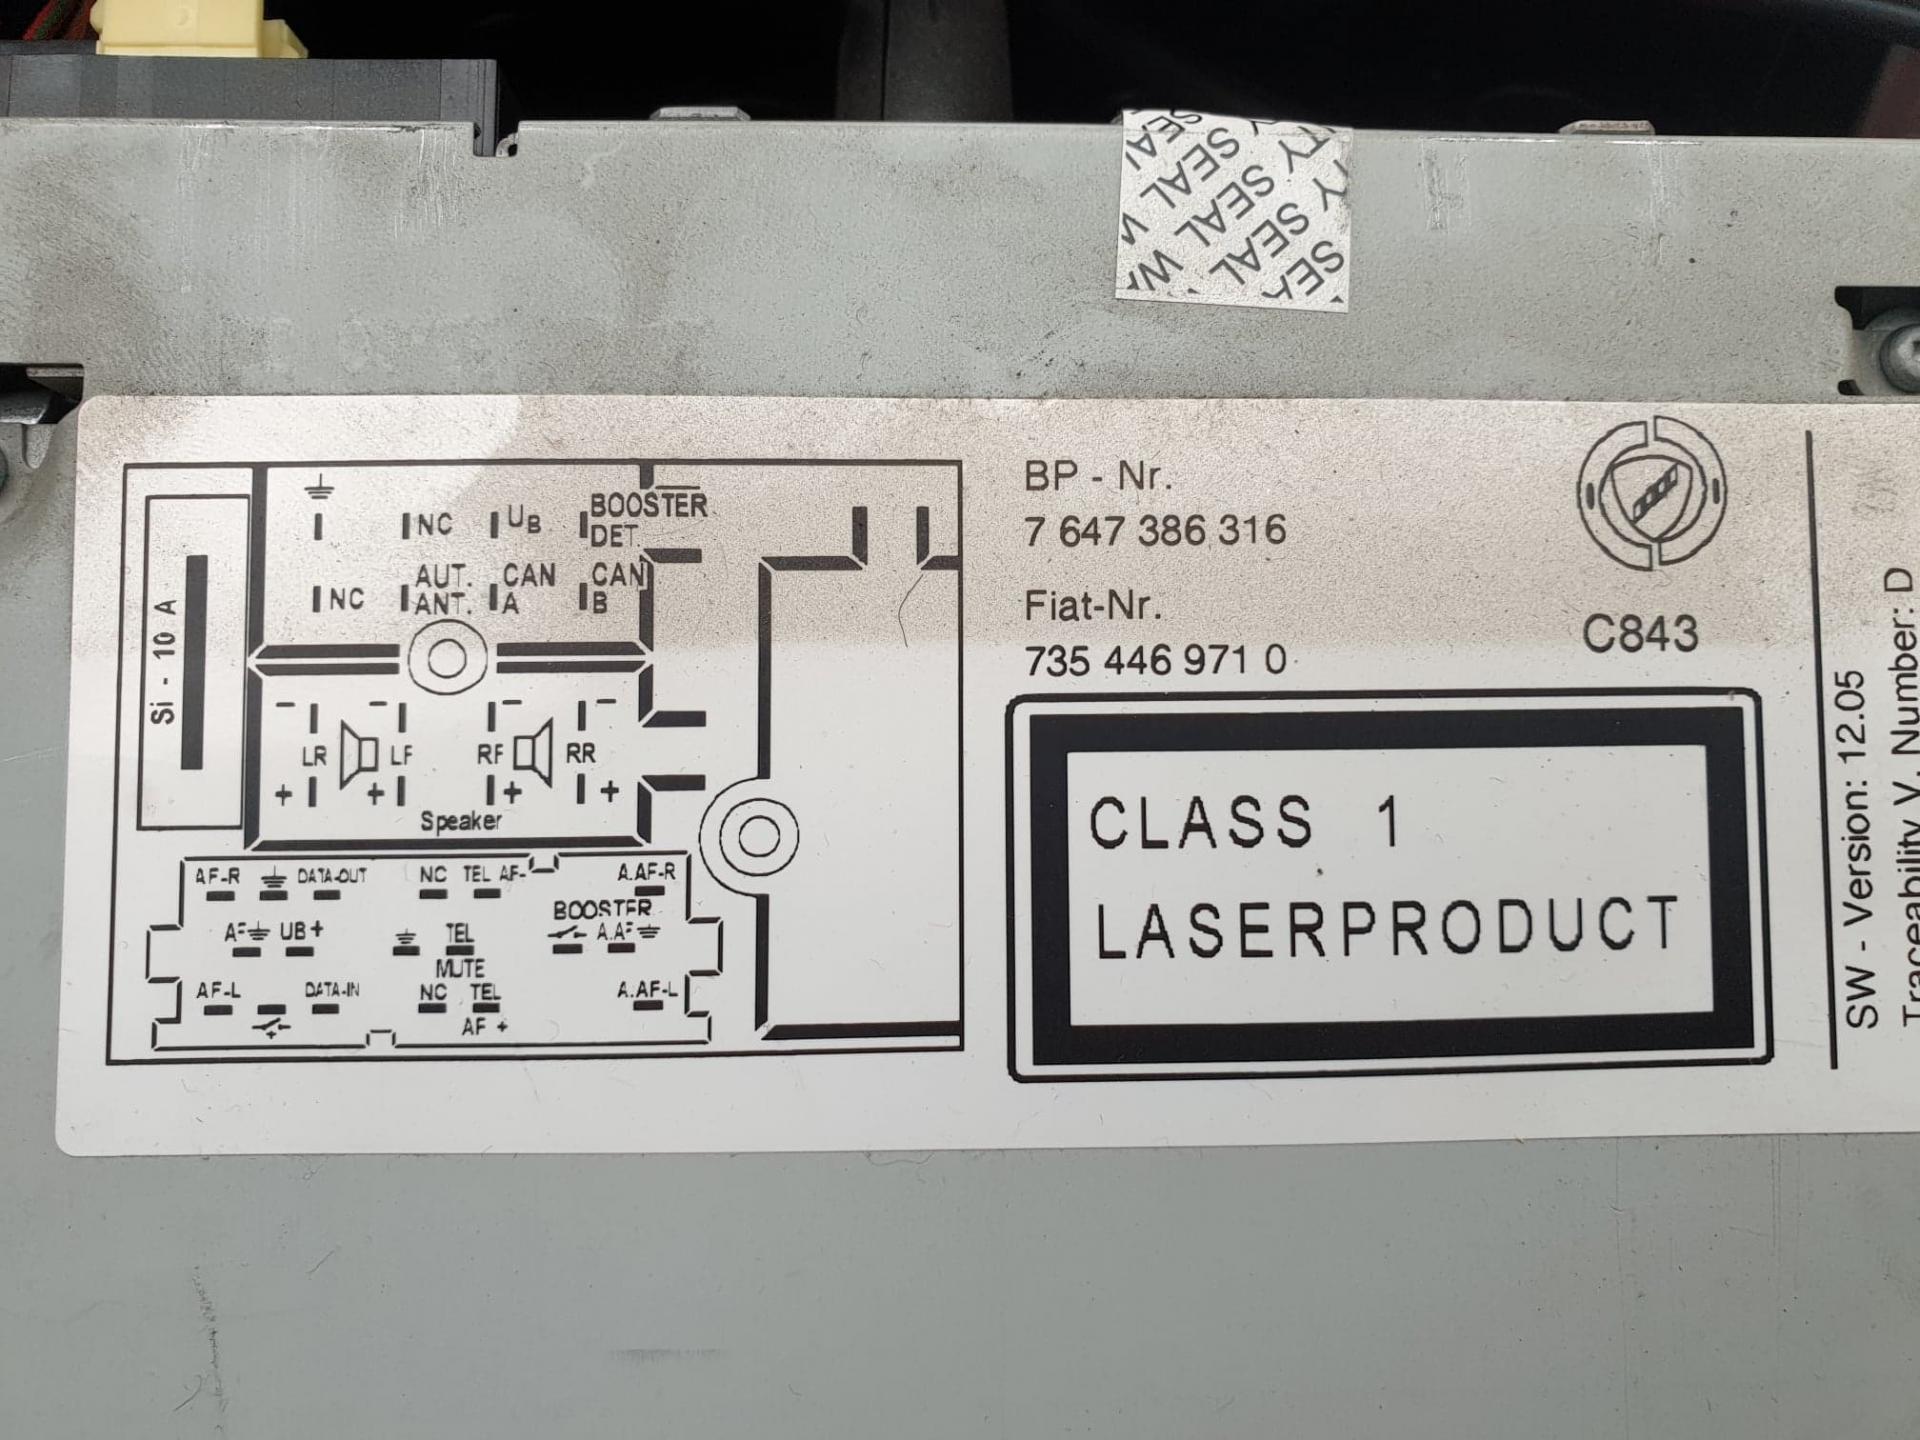 SEAL
SEAL
SEAL
BP - Nr.
7 647 386 316
Fiat-Nr.
735 446 971 0
C843
CLASS 1
LASERPRODUCT
SW - Version: 12.05
Traceability V. Number: D
Si - 10 A
NC UB BOOSTER
DET.
NC AUT. CAN CAN
ANT. A B
- - - -
LR LF RF RR
+ + + +
Speaker
AF-R DATA-OUT NC TEL AF- A.AF-R
BOOSTER
UB+ TEL
MUTE
AF-L DATA-IN NC TEL A.AF-L
AF +